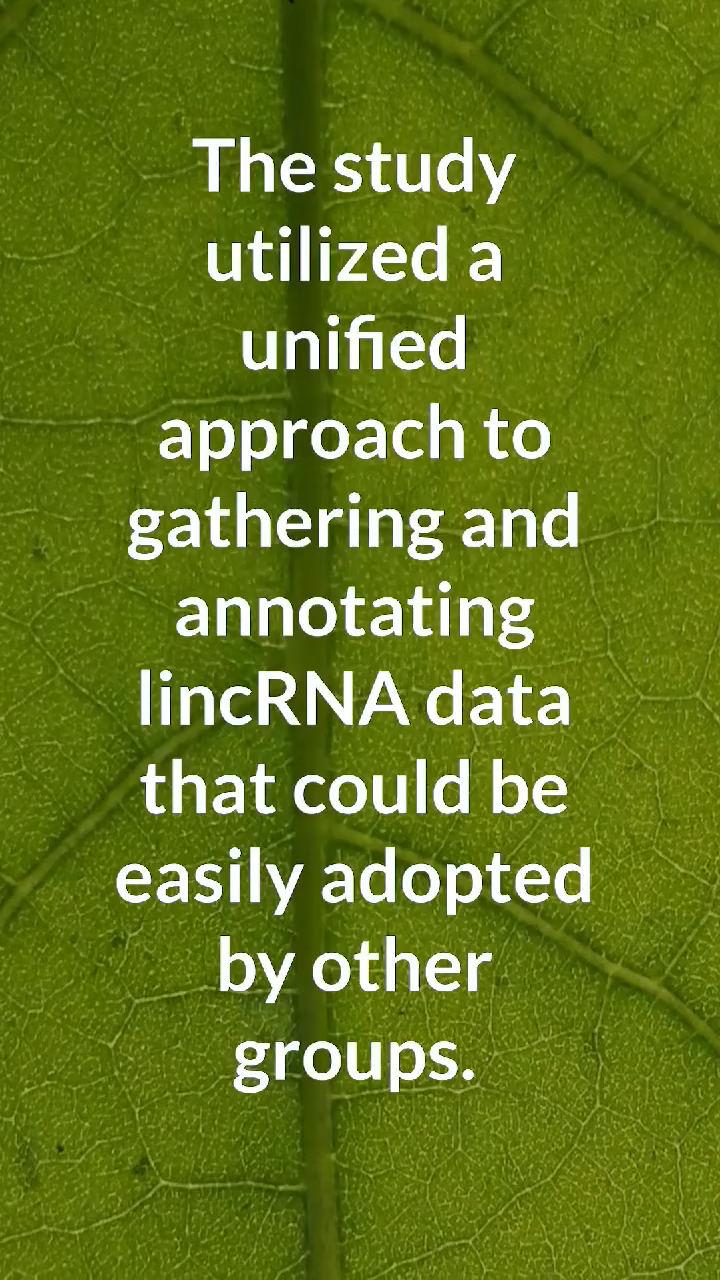 The study
utilized a
unified
approach to
gathering and
annotating
lincRNA data
that could be
easily adopted
by other
groups.